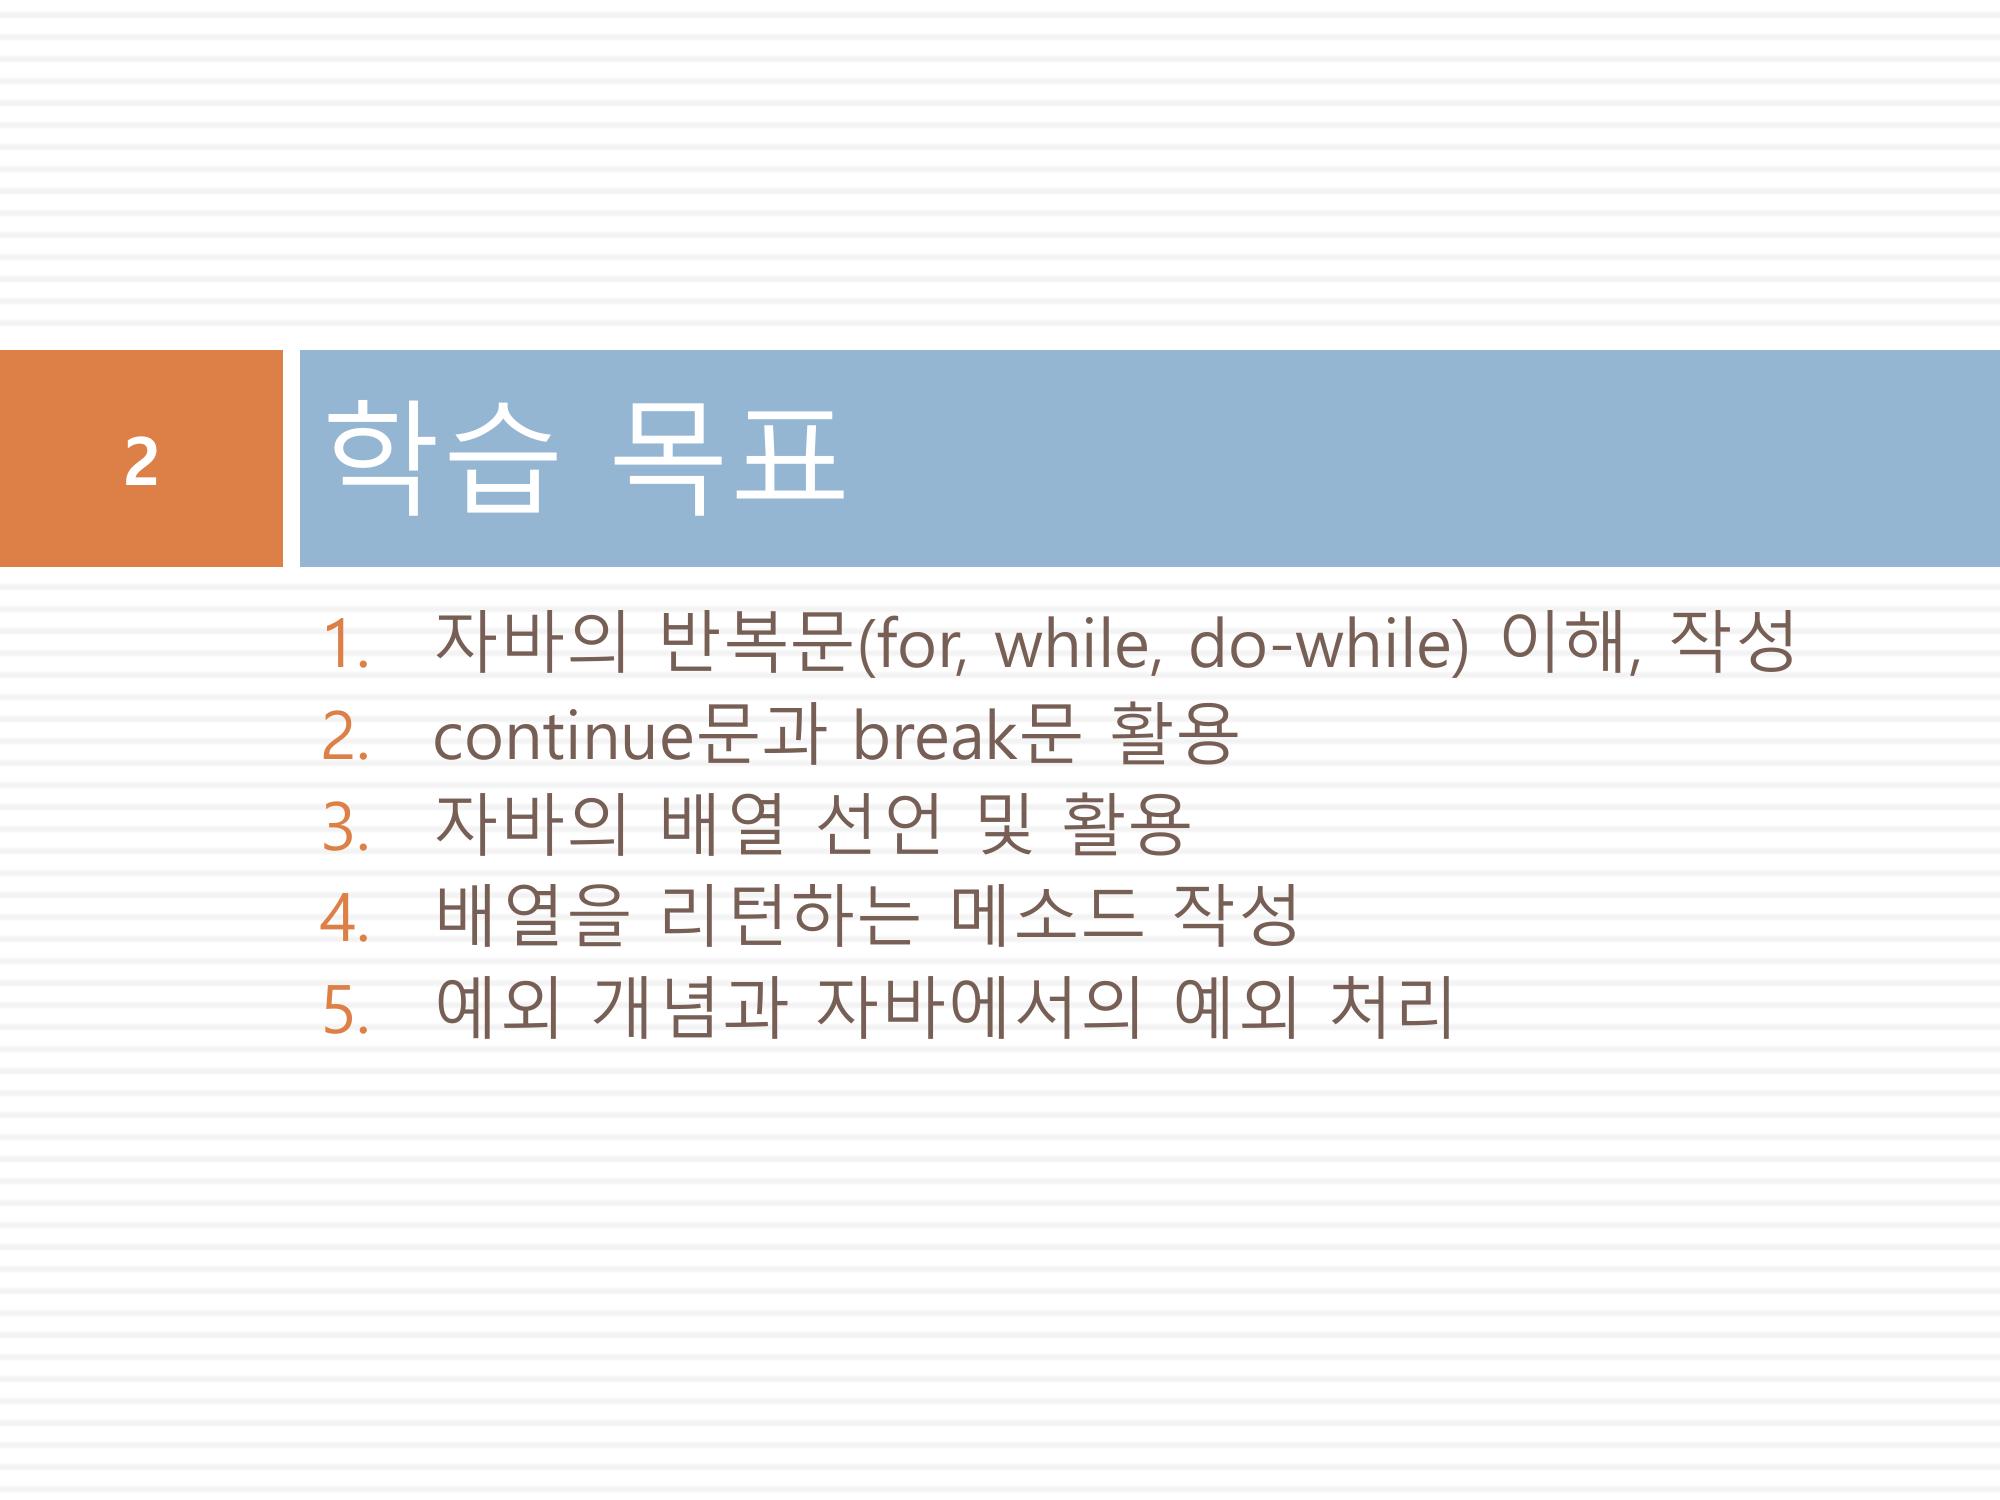 2
학습 목표
1. 자바의 반복문(for, while, do-while) 이해, 작성
2. continue문과 break문 활용
3. 자바의 배열 선언 및 활용
4. 배열을 리턴하는 메소드 작성
5. 예외 개념과 자바에서의 예외 처리